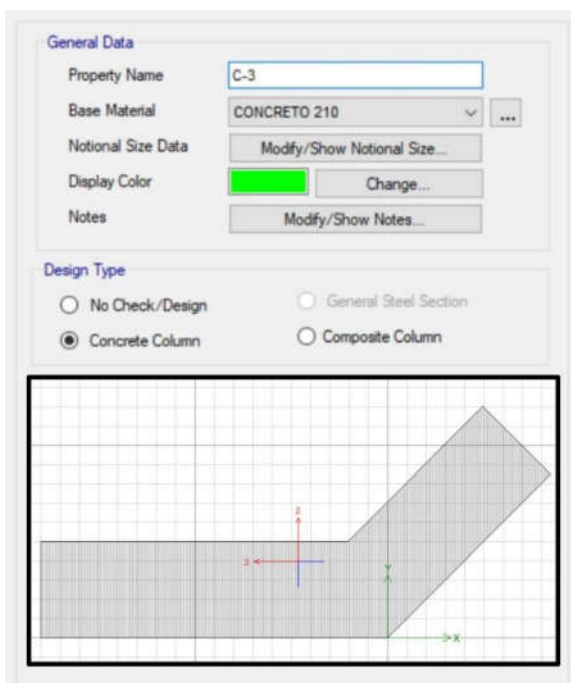 General Data
Property Name C-3
Base Material CONCRETO 210 ...
Notional Size Data Modify/Show Notional Size...
Display Color Change...
Notes Modify/Show Notes...
Design Type
No Check/Design General Steel Section
Concrete Column Composite Column
2
3
Y
X